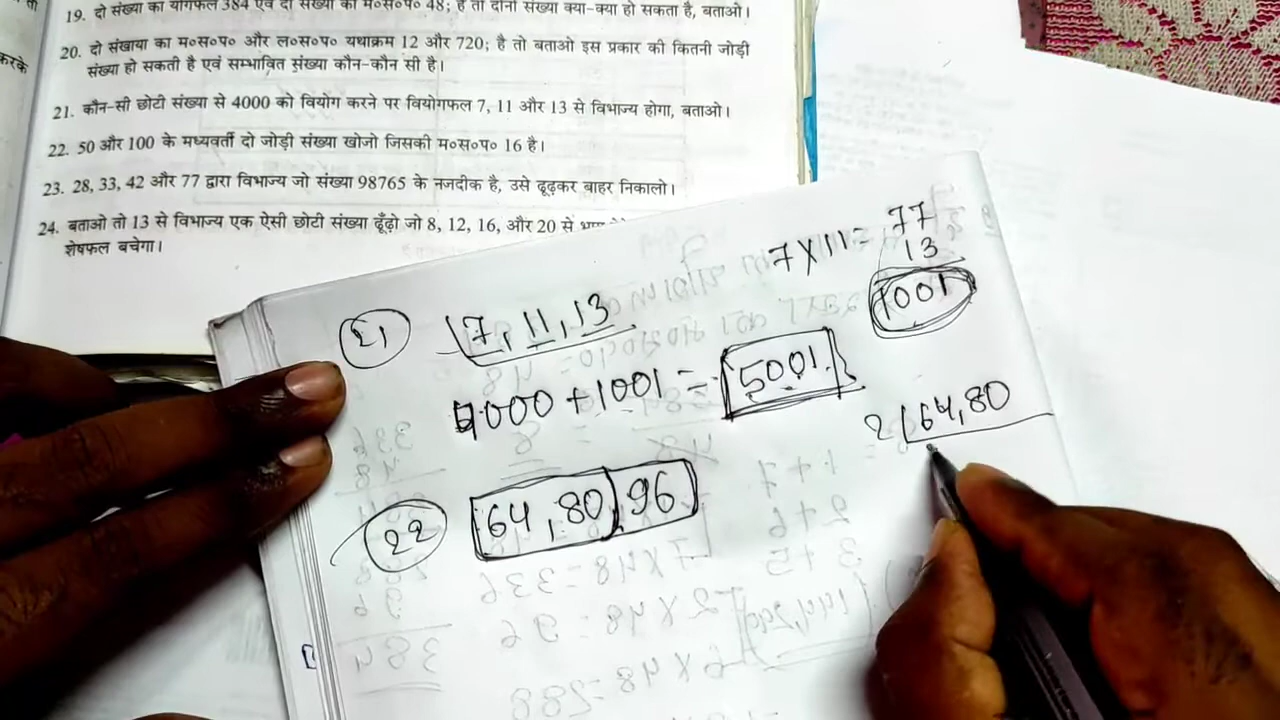 19. दो संख्या का योगफल 384 एवं दो संख्या का म०स०प० 48; है तो दोनों संख्या क्या-क्या हो सकता है, बताओ।
20. दो संखाया का म०स०प० और ल०स०प० यथाक्रम 12 और 720; है तो बताओ इस प्रकार की कितनी जोड़ी
संख्या हो सकती है एवं सम्भावित संख्या कौन-कौन सी है।
करके
21. कौन-सी छोटी संख्या से 4000 को वियोग करने पर वियोगफल 7, 11 और 13 से विभाज्य होगा, बताओ।
22. 50 और 100 के मध्यवर्ती दो जोड़ी संख्या खोजो जिसकी म०स०प० 16 है।
23. 28, 33, 42 और 77 द्वारा विभाज्य जो संख्या 98765 के नजदीक है, उसे ढूढ़कर बाहर निकालो।
24. बताओ तो 13 से विभाज्य एक ऐसी छोटी संख्या ढूँढ़ो जो 8, 12, 16, और 20 से
शेषफल बचेगा।
7 X 11 = 77
13
1001
21 7, 11, 13
4000 + 1001 = 5001
2 64, 80
22 64, 80 96